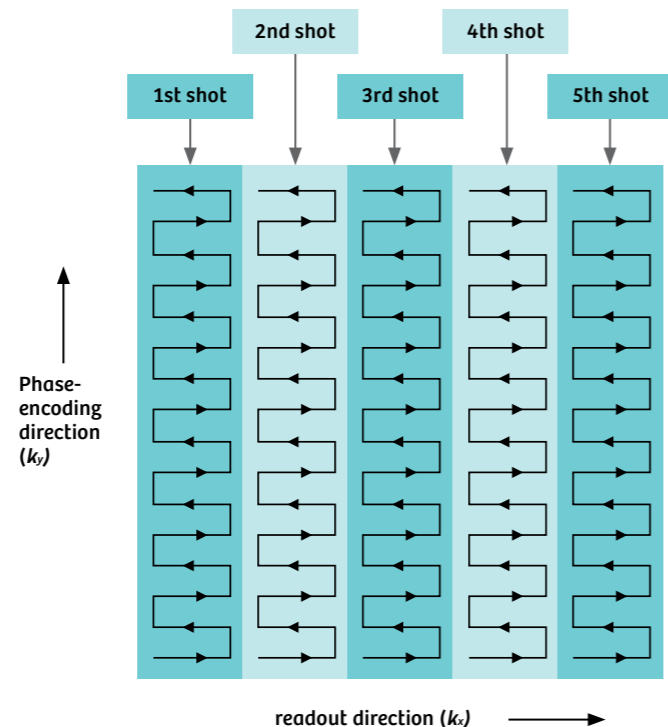 2nd shot
4th shot
1st shot
3rd shot
5th shot
Phase-
encoding
direction
(ky)
readout direction (kx)